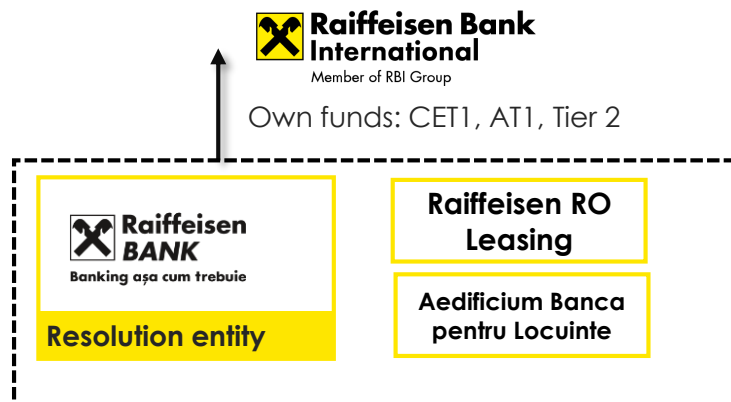 Raiffeisen Bank
International
Member of RBI Group
Own funds: CET1, AT1, Tier 2
Raiffeisen
BANK
Banking așa cum trebuie
Resolution entity
Raiffeisen RO
Leasing
Aedificium Banca
pentru Locuinte